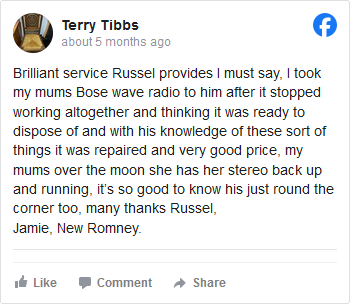 Terry Tibbs
about 5 months ago
Brilliant service Russel provides I must say, I took
my mums Bose wave radio to him after it stopped
working altogether and thinking it was ready to
dispose of and with his knowledge of these sort of
things it was repaired and very good price, my
mums over the moon she has her stereo back up
and running, it's so good to know his just round the
corner too, many thanks Russel,
Jamie, New Romney.
Like Comment Share